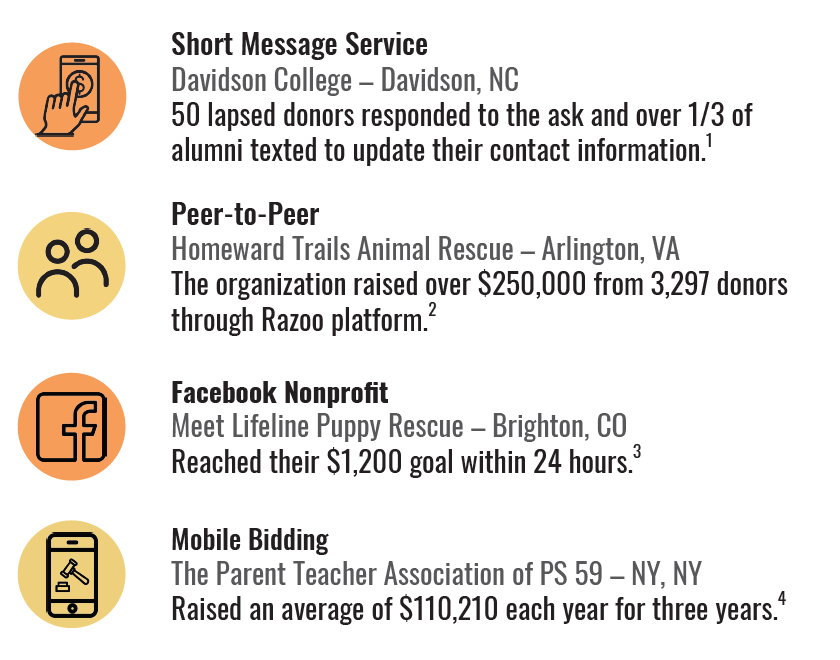 Short Message Service
Davidson College – Davidson, NC
50 lapsed donors responded to the ask and over 1/3 of
alumni texted to update their contact information.1
Peer-to-Peer
Homeward Trails Animal Rescue – Arlington, VA
The organization raised over $250,000 from 3,297 donors
through Razoo platform.2
Facebook Nonprofit
Meet Lifeline Puppy Rescue – Brighton, CO
Reached their $1,200 goal within 24 hours.3
Mobile Bidding
The Parent Teacher Association of PS 59 – NY, NY
Raised an average of $110,210 each year for three years.4